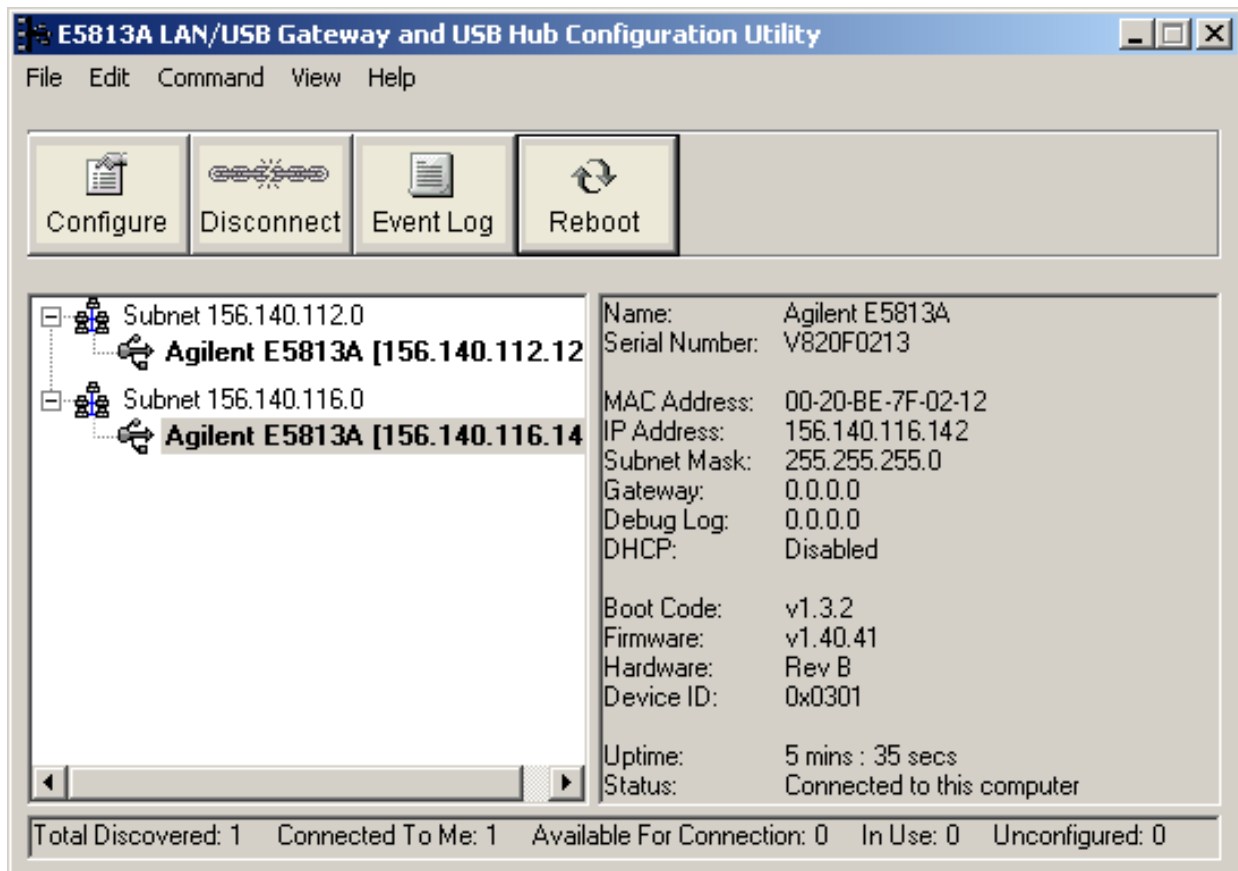 E5813A LAN/USB Gateway and USB Hub Configuration Utility
File Edit Command View Help
Configure Disconnect Event Log Reboot
Subnet 156.140.112.0
Agilent E5813A [156.140.112.12
Subnet 156.140.116.0
Agilent E5813A [156.140.116.14
Name: Agilent E5813A
Serial Number: V820F0213
MAC Address: 00-20-BE-7F-02-12
IP Address: 156.140.116.142
Subnet Mask: 255.255.255.0
Gateway: 0.0.0.0
Debug Log: 0.0.0.0
DHCP: Disabled
Boot Code: v1.3.2
Firmware: v1.40.41
Hardware: Rev B
Device ID: 0x0301
Uptime: 5 mins : 35 secs
Status: Connected to this computer
Total Discovered: 1 Connected To Me: 1 Available For Connection: 0 In Use: 0 Unconfigured: 0